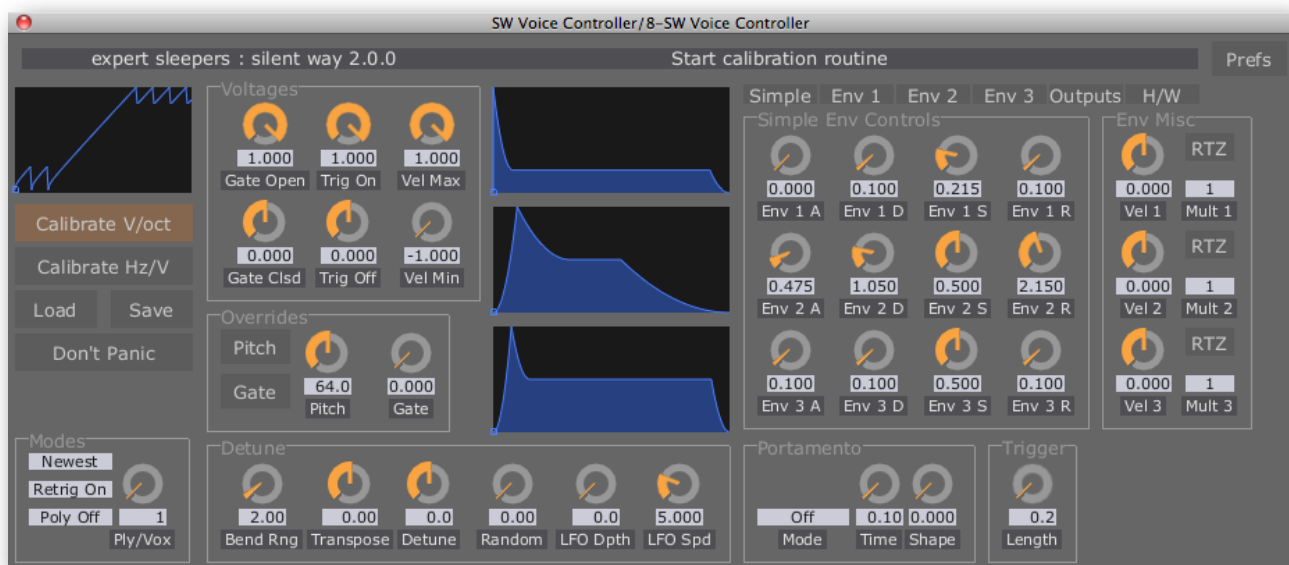 SW Voice Controller/8-SW Voice Controller
expert sleepers : silent way 2.0.0
Start calibration routine
Prefs
Calibrate V/oct
Calibrate Hz/V
Load Save
Don't Panic
Voltages
1.000 1.000 1.000
Gate Open Trig On Vel Max
0.000 0.000 -1.000
Gate Clsd Trig Off Vel Min
Overrides
Pitch
Gate
64.0 0.000
Pitch Gate
Simple Env 1 Env 2 Env 3 Outputs H/W
Simple Env Controls
0.000 0.100 0.215 0.100
Env 1 A Env 1 D Env 1 S Env 1 R
0.475 1.050 0.500 2.150
Env 2 A Env 2 D Env 2 S Env 2 R
0.100 0.100 0.500 0.100
Env 3 A Env 3 D Env 3 S Env 3 R
Env Misc
RTZ
0.000 1
Vel 1 Mult 1
RTZ
0.000 1
Vel 2 Mult 2
RTZ
0.000 1
Vel 3 Mult 3
Modes
Newest
Retrig On
Poly Off 1
Ply/Vox
Detune
2.00 0.00 0.0 0.00 0.0 5.000
Bend Rng Transpose Detune Random LFO Dpth LFO Spd
Portamento
Off 0.10 0.000
Mode Time Shape
Trigger
0.2
Length